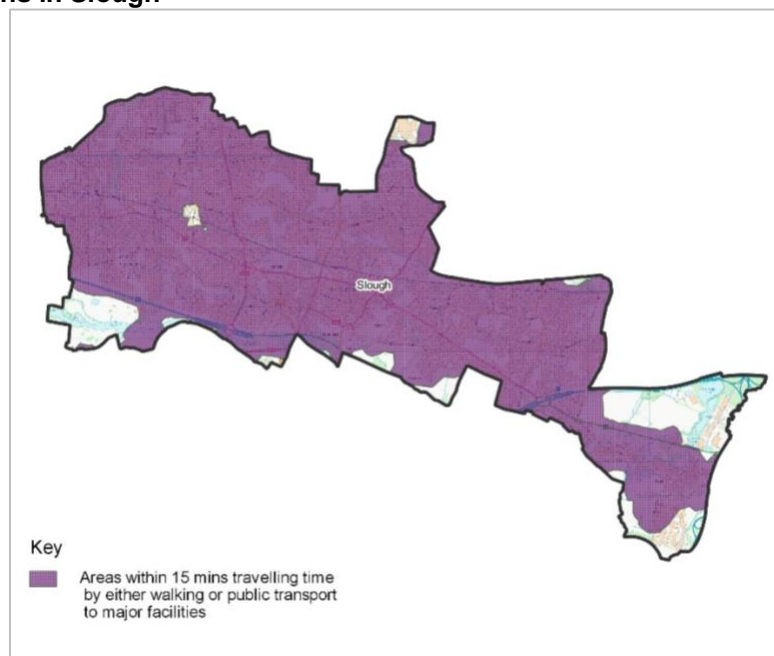 in Slough
Slough
Key
Areas within 15 mins travelling time
by either walking or public transport
to major facilities